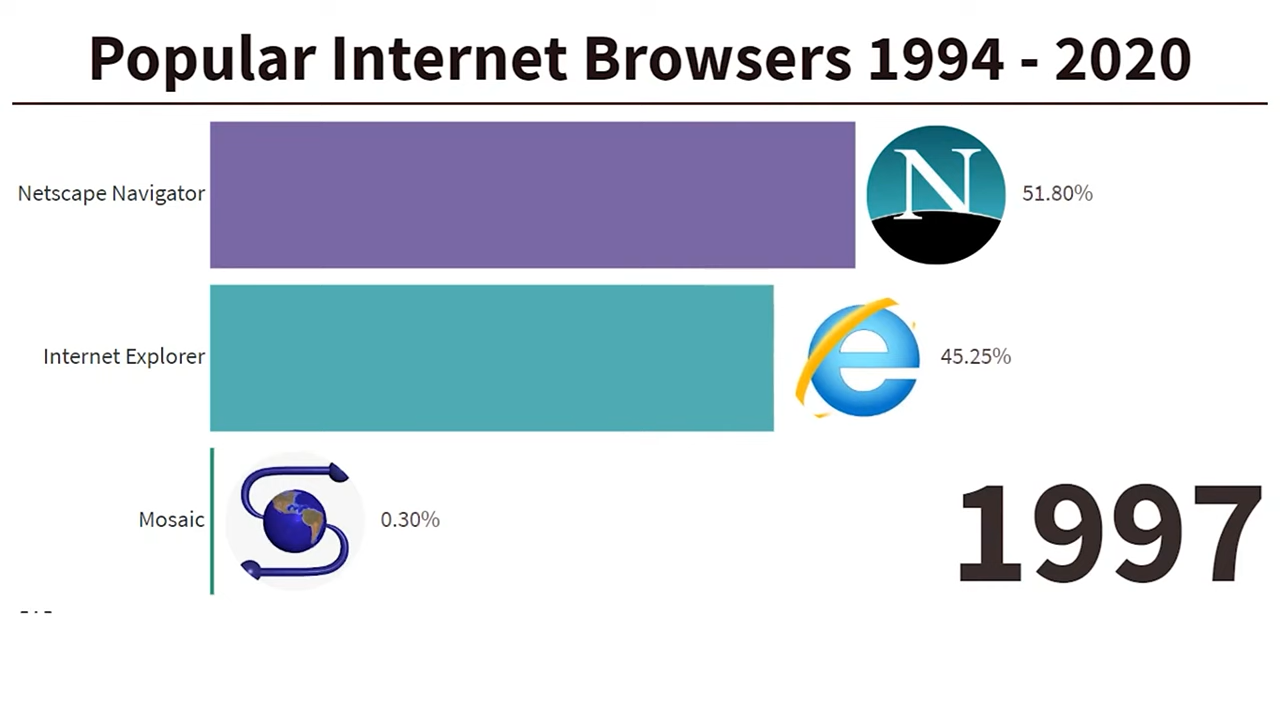 Popular Internet Browsers 1994 - 2020
Netscape Navigator
N
51.80%
Internet Explorer
e
45.25%
Mosaic
0.30%
1997